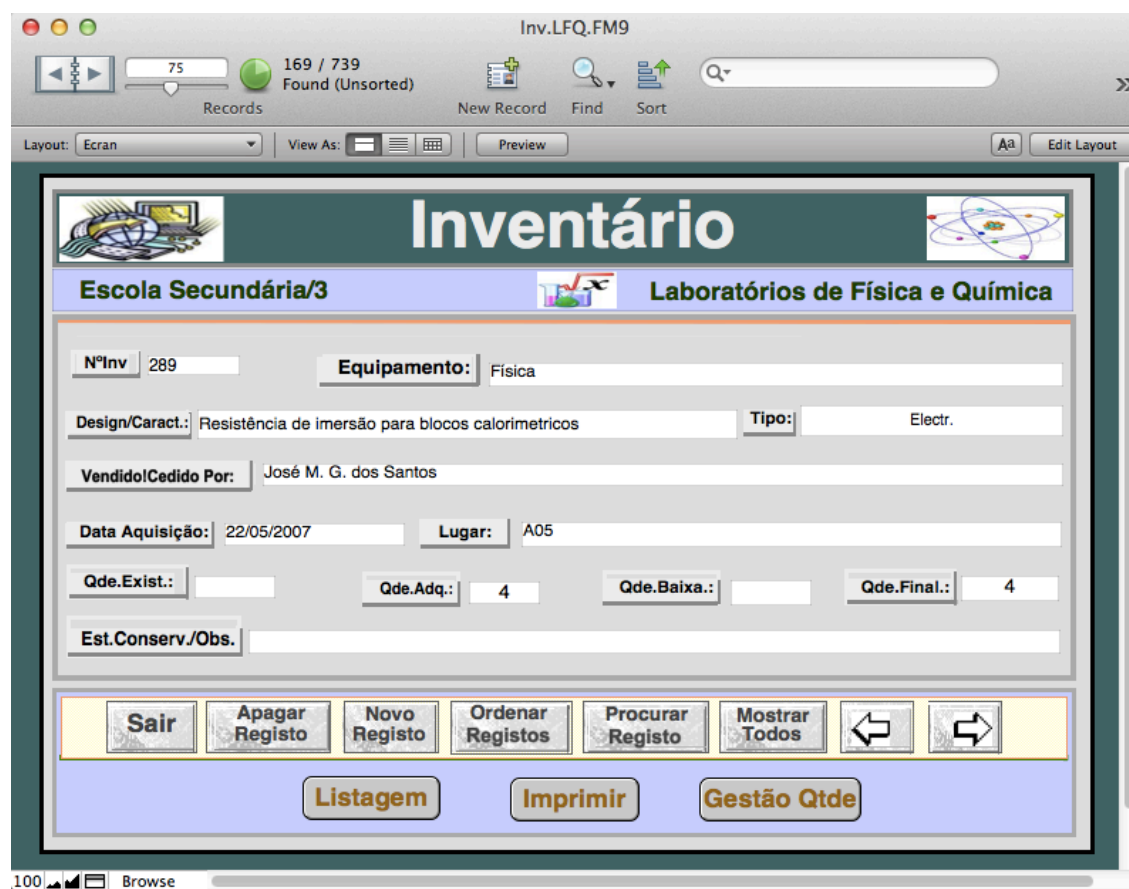 Inv.LFQ.FM9
75
169 / 739
Found (Unsorted)
Records
New Record
Find
Sort
Layout:
Ecran
View As:
Preview
Aa
Edit Layout
Inventário
Escola Secundária/3
x
Laboratórios de Física e Química
NºInv
289
Equipamento:
Física
Design/Caract.:
Resistência de imersão para blocos calorimetricos
Tipo:
Electr.
Vendido!Cedido Por:
José M. G. dos Santos
Data Aquisição:
22/05/2007
Lugar:
A05
Qde.Exist.:
Qde.Adq.:
4
Qde.Baixa.:
Qde.Final.:
4
Est.Conserv./Obs.
Sair
Apagar
Registo
Novo
Registo
Ordenar
Registos
Procurar
Registo
Mostrar
Todos
Listagem
Imprimir
Gestão Qtde
100
Browse